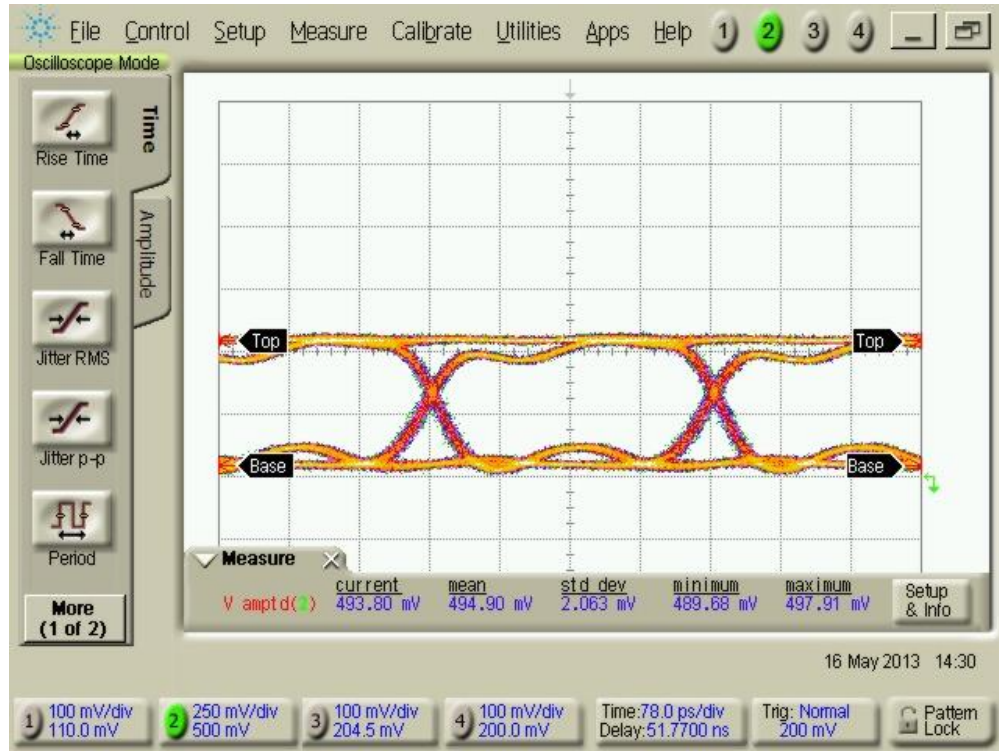 File Control Setup Measure Calibrate Utilities Apps Help 1 2 3 4
Oscilloscope Mode
Time
Amplitude
Rise Time
Fall Time
Jitter RMS
Jitter p-p
Period
More
(1 of 2)
Top Top
Base Base
Measure
current mean std dev minimum maximum
V amptd(2) 493.80 mV 494.90 mV 2.063 mV 489.68 mV 497.91 mV
Setup
& Info
16 May 2013 14:30
1 100 mV/div
110.0 mV
2 250 mV/div
500 mV
3 100 mV/div
204.5 mV
4 100 mV/div
200.0 mV
Time:78.0 ps/div
Delay:51.7700 ns
Trig: Normal
200 mV
Pattern
Lock